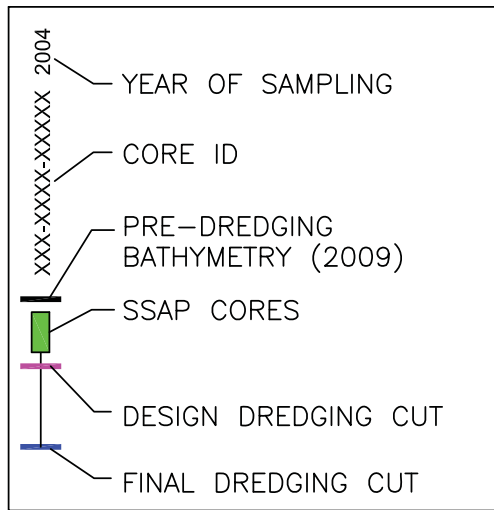 XXX-XXXX-XXXXX 2004
YEAR OF SAMPLING
CORE ID
PRE-DREDGING
BATHYMETRY (2009)
SSAP CORES
DESIGN DREDGING CUT
FINAL DREDGING CUT